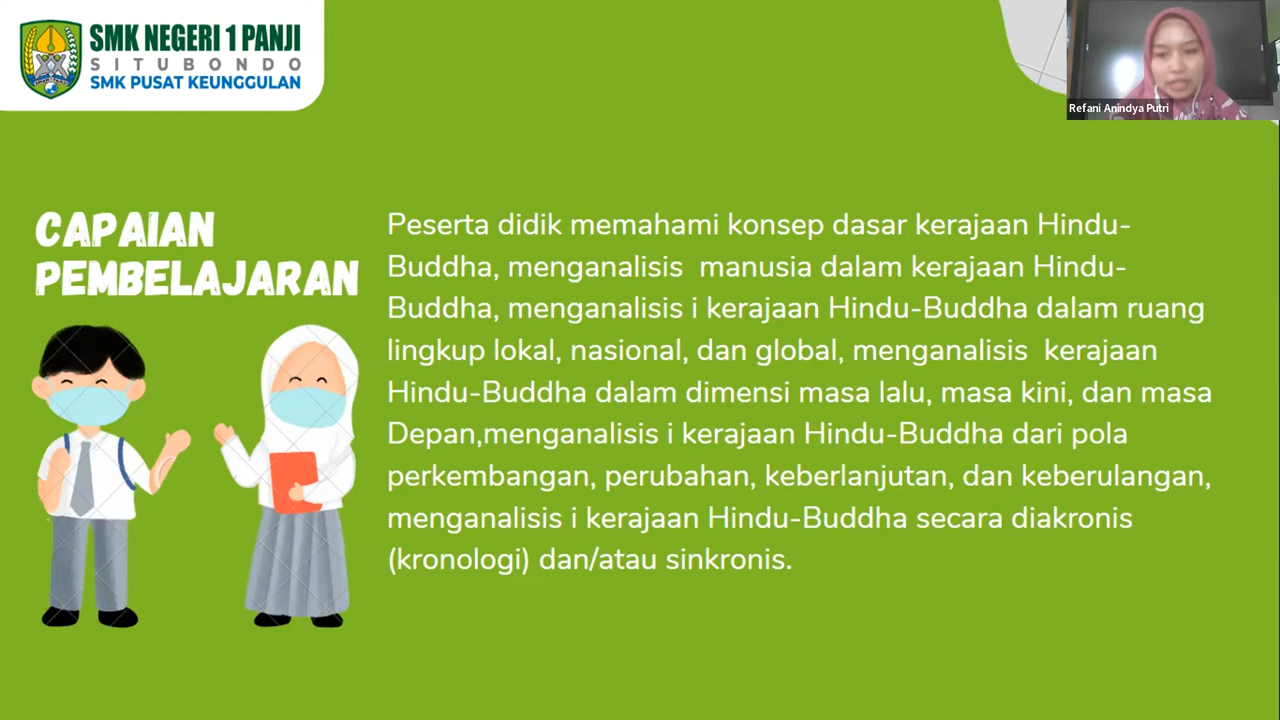 SMK NEGERI 1 PANJI
SITUBONDO
SMK PUSAT KEUNGGULAN
Refani Anindya Putri
CAPAIAN
PEMBELAJARAN
Peserta didik memahami konsep dasar kerajaan Hindu-
Buddha, menganalisis  manusia dalam kerajaan Hindu-
Buddha, menganalisis i kerajaan Hindu-Buddha dalam ruang
lingkup lokal, nasional, dan global, menganalisis  kerajaan
Hindu-Buddha dalam dimensi masa lalu, masa kini, dan masa
Depan,menganalisis i kerajaan Hindu-Buddha dari pola
perkembangan, perubahan, keberlanjutan, dan keberulangan,
menganalisis i kerajaan Hindu-Buddha secara diakronis
(kronologi) dan/atau sinkronis.